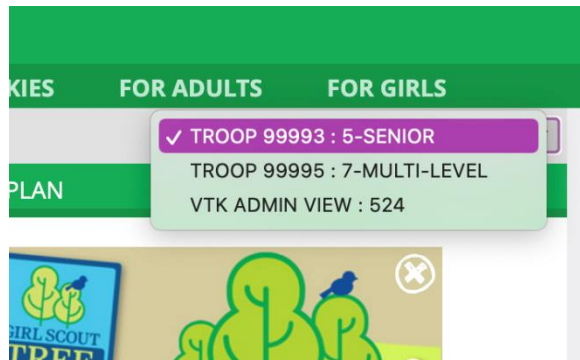 KIES FOR ADULTS FOR GIRLS
✓ TROOP 99993 : 5-SENIOR
TROOP 99995 : 7-MULTI-LEVEL
PLAN
VTK ADMIN VIEW : 524
GIRL SCOUT
TREE